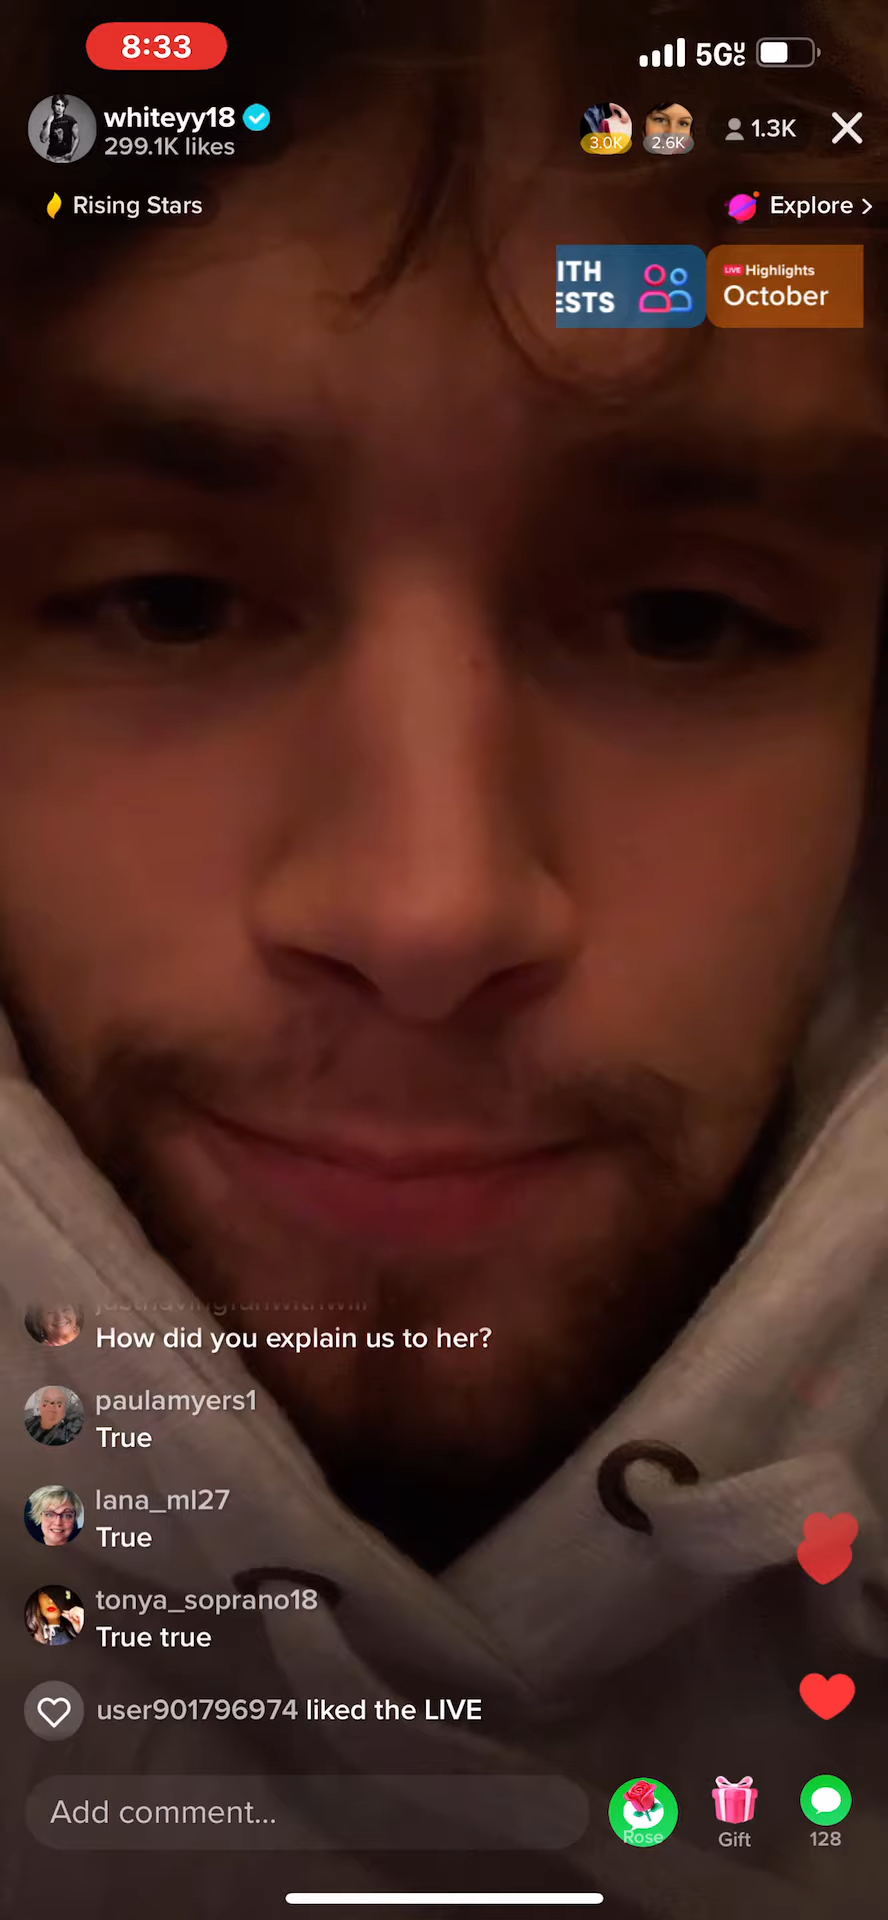 8:33
5G UC
whiteyy18
299.1K likes
3.0K
2.6K
1.3K
Rising Stars
Explore >
ITH
ESTS
LIVE Highlights
October
How did you explain us to her?
paulamyers1
True
lana_ml27
True
tonya_soprano18
True true
user901796974 liked the LIVE
Add comment...
Rose
Gift
128